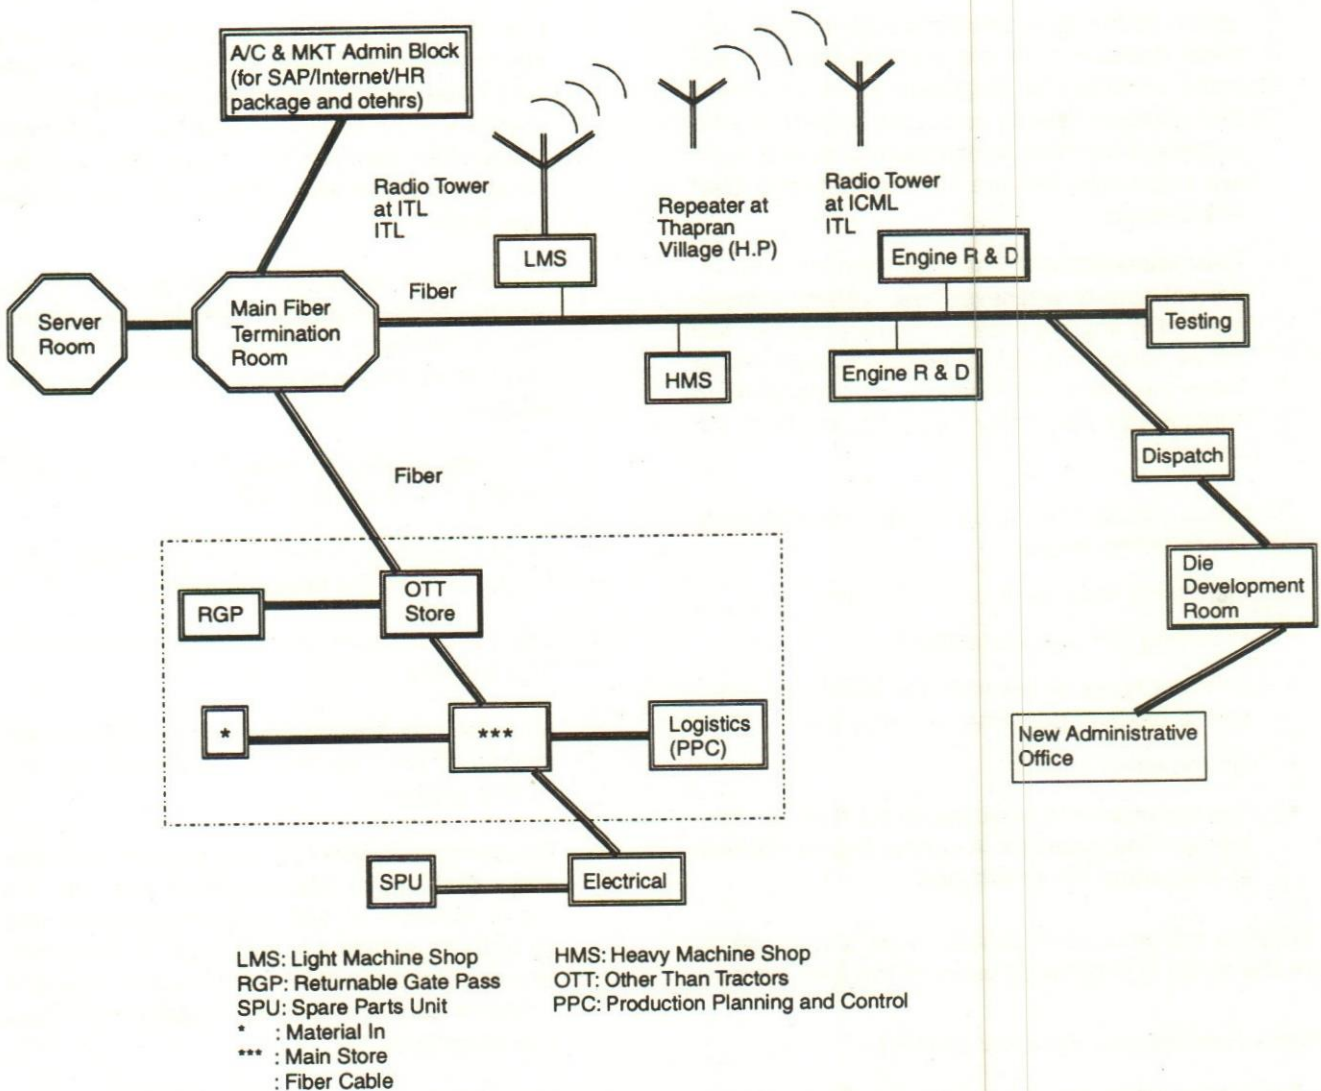 A/C & MKT Admin Block
(for SAP/Internet/HR
package and otehrs)
Radio Tower
at ITL
ITL
Repeater at
Thapran
Village (H.P)
Radio Tower
at ICML
ITL
LMS
Engine R & D
Server
Room
Main Fiber
Termination
Room
Fiber
Testing
HMS
Engine R & D
Dispatch
Fiber
Die
Development
Room
RGP
OTT
Store
*
***
Logistics
(PPC)
New Administrative
Office
SPU
Electrical
LMS: Light Machine Shop
HMS: Heavy Machine Shop
RGP: Returnable Gate Pass
OTT: Other Than Tractors
SPU: Spare Parts Unit
PPC: Production Planning and Control
* : Material In
*** : Main Store
: Fiber Cable